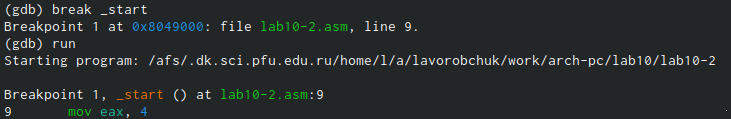 (gdb) break _start
Breakpoint 1 at 0x8049000: file lab10-2.asm, line 9.
(gdb) run
Starting program: /afs/.dk.sci.pfu.edu.ru/home/l/a/lavorobchuk/work/arch-pc/lab10/lab10-2
Breakpoint 1, _start () at lab10-2.asm:9
9       mov eax, 4